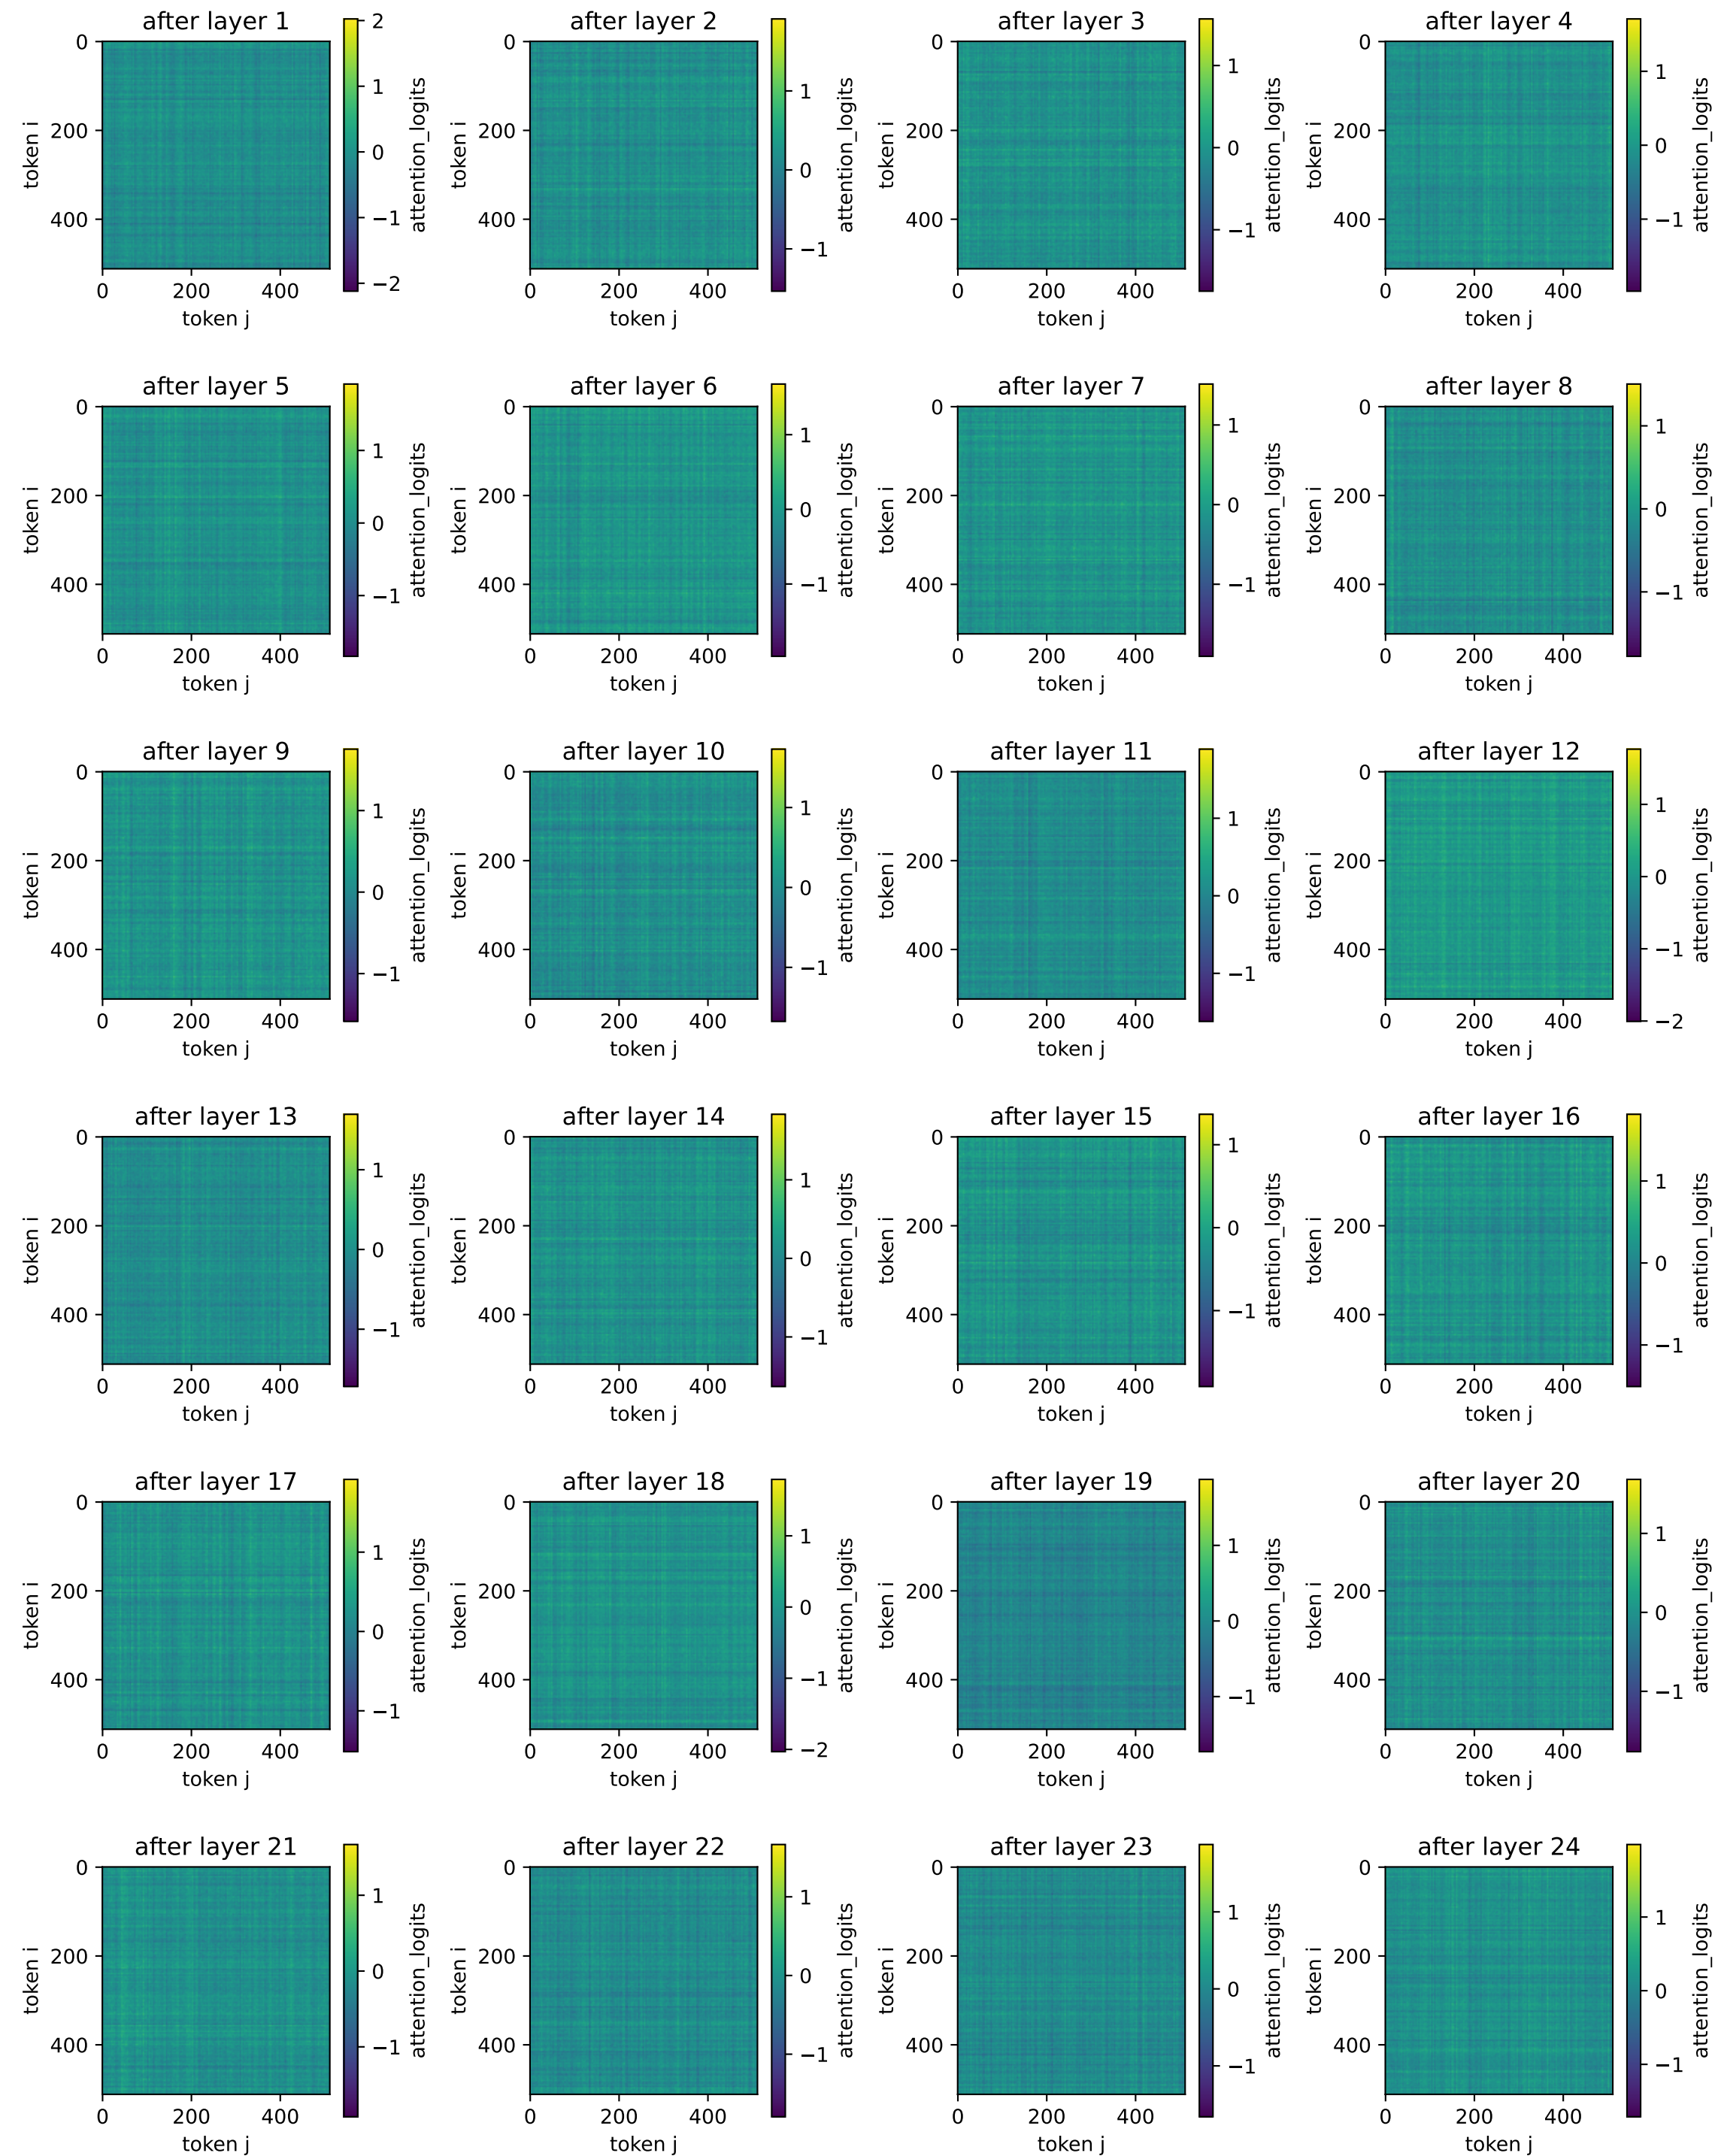 after layer 1
2
1
0
−1
−2
attention_logits
0
200
400
token i
0 200 400
token j
after layer 2
1
0
−1
attention_logits
0
200
400
token i
0 200 400
token j
after layer 3
1
0
−1
attention_logits
0
200
400
token i
0 200 400
token j
after layer 4
1
0
−1
attention_logits
0
200
400
token i
0 200 400
token j
after layer 5
1
0
−1
attention_logits
0
200
400
token i
0 200 400
token j
after layer 6
1
0
−1
attention_logits
0
200
400
token i
0 200 400
token j
after layer 7
1
0
−1
attention_logits
0
200
400
token i
0 200 400
token j
after layer 8
1
0
−1
attention_logits
0
200
400
token i
0 200 400
token j
after layer 9
1
0
−1
attention_logits
0
200
400
token i
0 200 400
token j
after layer 10
1
0
−1
attention_logits
0
200
400
token i
0 200 400
token j
after layer 11
1
0
−1
attention_logits
0
200
400
token i
0 200 400
token j
after layer 12
1
0
−1
−2
attention_logits
0
200
400
token i
0 200 400
token j
after layer 13
1
0
−1
attention_logits
0
200
400
token i
0 200 400
token j
after layer 14
1
0
−1
attention_logits
0
200
400
token i
0 200 400
token j
after layer 15
1
0
−1
attention_logits
0
200
400
token i
0 200 400
token j
after layer 16
1
0
−1
attention_logits
0
200
400
token i
0 200 400
token j
after layer 17
1
0
−1
attention_logits
0
200
400
token i
0 200 400
token j
after layer 18
1
0
−1
−2
attention_logits
0
200
400
token i
0 200 400
token j
after layer 19
1
0
−1
attention_logits
0
200
400
token i
0 200 400
token j
after layer 20
1
0
−1
attention_logits
0
200
400
token i
0 200 400
token j
after layer 21
1
0
−1
attention_logits
0
200
400
token i
0 200 400
token j
after layer 22
1
0
−1
attention_logits
0
200
400
token i
0 200 400
token j
after layer 23
1
0
−1
attention_logits
0
200
400
token i
0 200 400
token j
after layer 24
1
0
−1
attention_logits
0
200
400
token i
0 200 400
token j